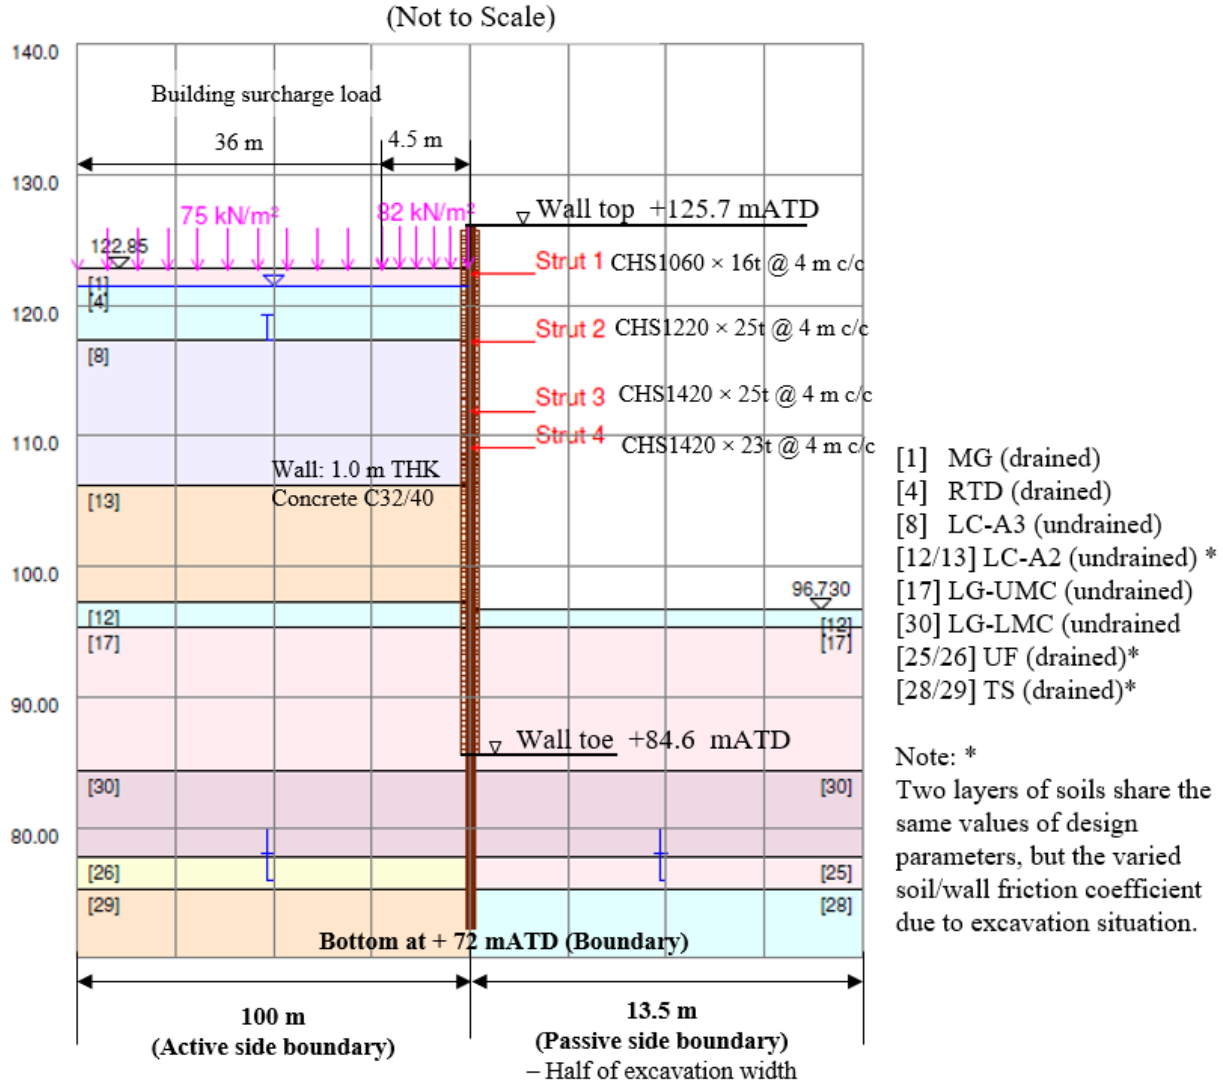 (Not to Scale)
140.0
Building surcharge load
36 m
4.5 m
130.0
75 kN/m²
82 kN/m²
Wall top +125.7 mATD
122.85
Strut 1 CHS1060 × 16t @ 4 m c/c
[1]
[4]
120.0
Strut 2 CHS1220 × 25t @ 4 m c/c
[8]
Strut 3 CHS1420 × 25t @ 4 m c/c
110.0
Strut 4 CHS1420 × 23t @ 4 m c/c
Wall: 1.0 m THK
Concrete C32/40
[13]
100.0
96.730
[12]
[12]
[17]
[17]
90.00
Wall toe +84.6 mATD
[30]
[30]
80.00
[26]
[25]
[29]
[28]
Bottom at + 72 mATD (Boundary)
100 m
(Active side boundary)
13.5 m
(Passive side boundary)
– Half of excavation width
[1] MG (drained)
[4] RTD (drained)
[8] LC-A3 (undrained)
[12/13] LC-A2 (undrained) *
[17] LG-UMC (undrained)
[30] LG-LMC (undrained
[25/26] UF (drained)*
[28/29] TS (drained)*
Note: *
Two layers of soils share the
same values of design
parameters, but the varied
soil/wall friction coefficient
due to excavation situation.